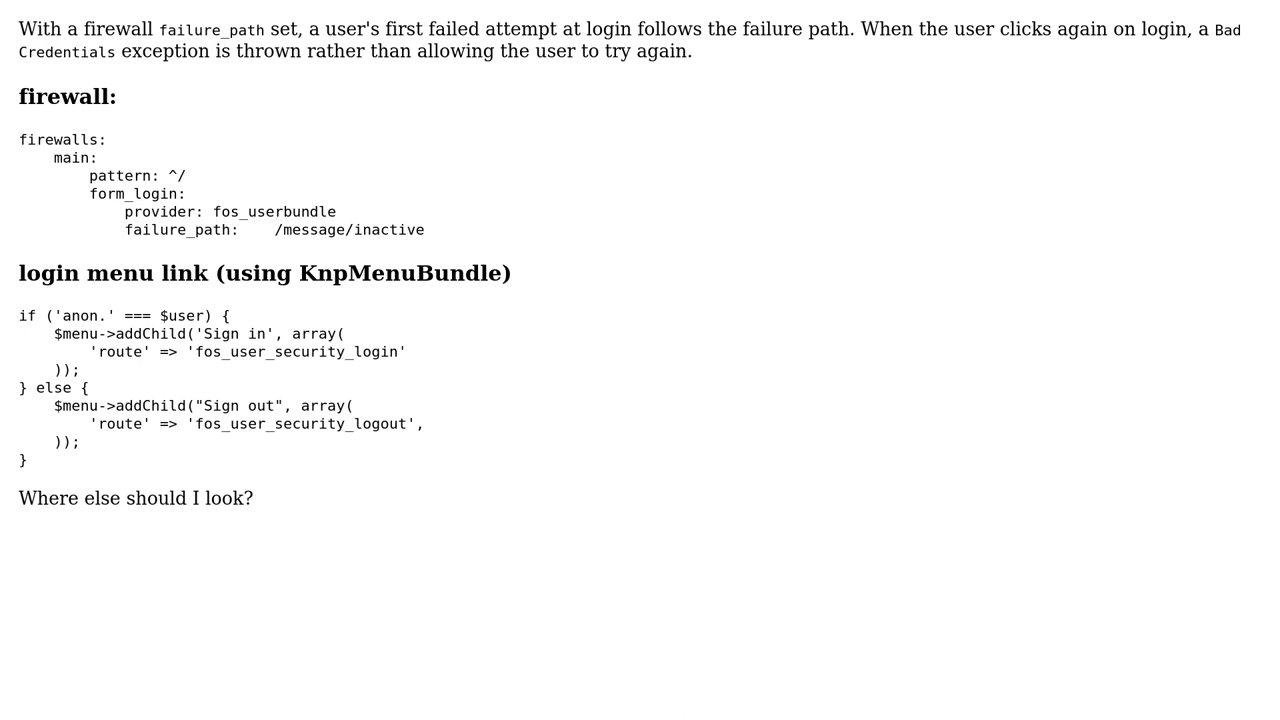 With a firewall failure_path set, a user's first failed attempt at login follows the failure path. When the user clicks again on login, a Bad
Credentials exception is thrown rather than allowing the user to try again.
firewall:
firewalls:
    main:
        pattern: ^/
        form_login:
            provider: fos_userbundle
            failure_path:    /message/inactive
login menu link (using KnpMenuBundle)
if ('anon.' === $user) {
    $menu->addChild('Sign in', array(
        'route' => 'fos_user_security_login'
    ));
} else {
    $menu->addChild("Sign out", array(
        'route' => 'fos_user_security_logout',
    ));
}
Where else should I look?